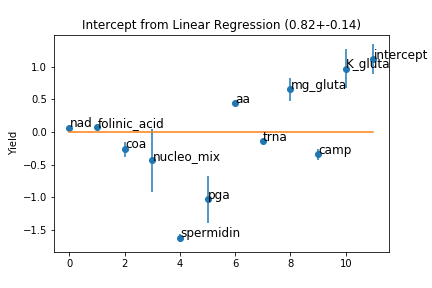 Intercept from Linear Regression (0.82+-0.14)
Yield
1.0
0.5
0.0
−0.5
−1.0
−1.5
nad
folinic_acid
coa
nucleo_mix
spermidin
pga
aa
trna
mg_gluta
camp
K_gluta
intercept
0 2 4 6 8 10